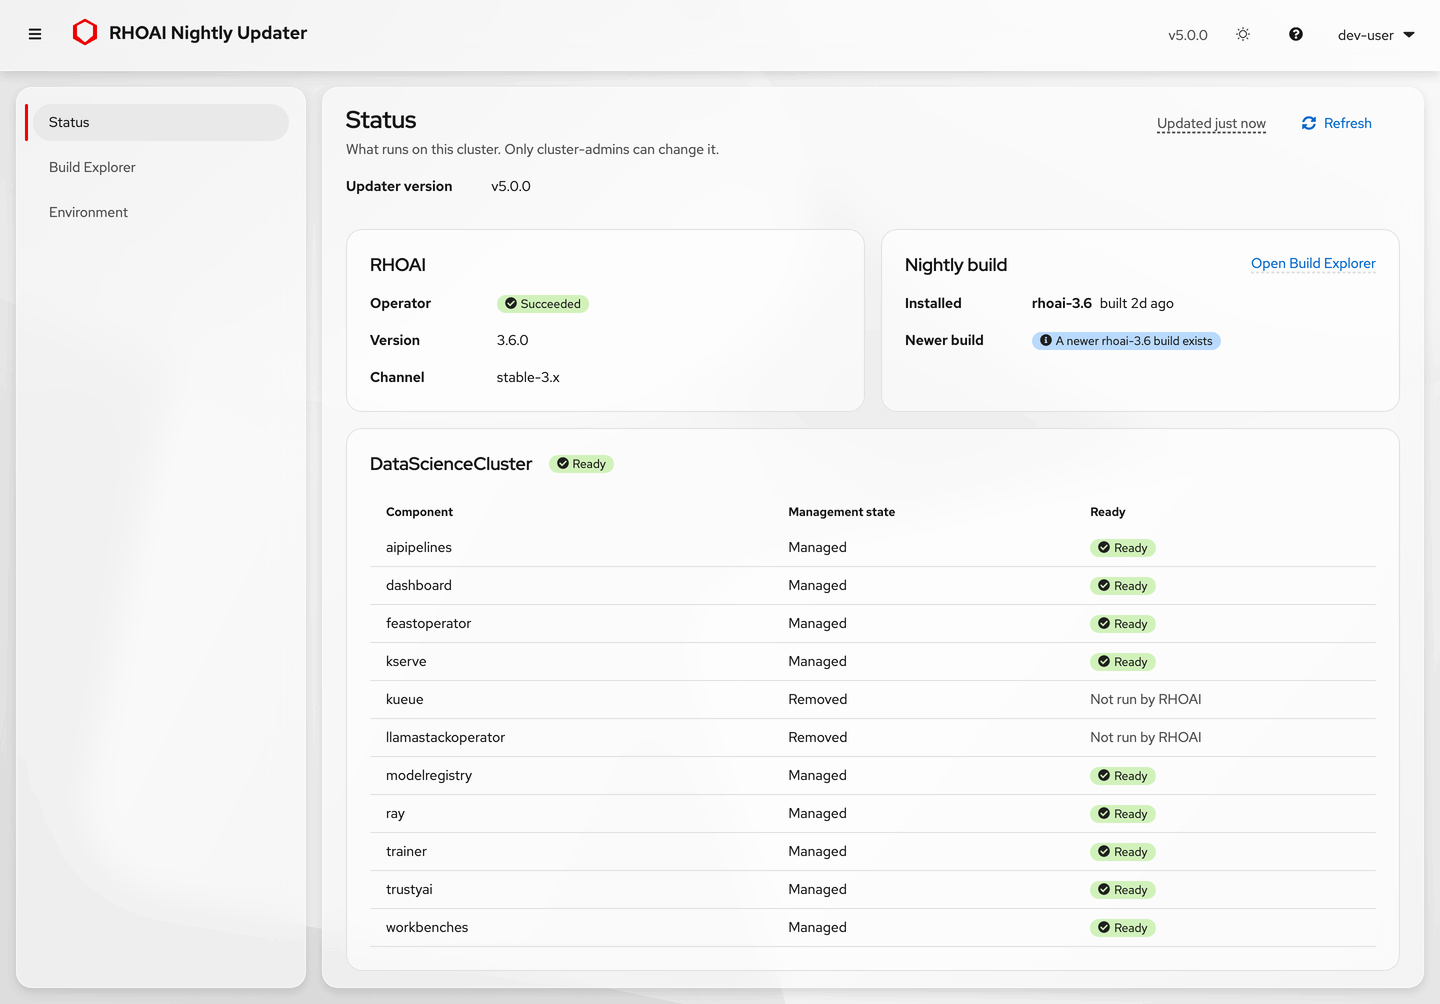 RHOAI Nightly Updater
v5.0.0
dev-user
Status
Build Explorer
Environment
Status
Updated just now
Refresh
What runs on this cluster. Only cluster-admins can change it.
Updater version v5.0.0
RHOAI
Operator Succeeded
Version 3.6.0
Channel stable-3.x
Nightly build
Open Build Explorer
Installed rhoai-3.6 built 2d ago
Newer build A newer rhoai-3.6 build exists
DataScienceCluster Ready
Component Management state Ready
aipipelines Managed Ready
dashboard Managed Ready
feastoperator Managed Ready
kserve Managed Ready
kueue Removed Not run by RHOAI
llamastackoperator Removed Not run by RHOAI
modelregistry Managed Ready
ray Managed Ready
trainer Managed Ready
trustyai Managed Ready
workbenches Managed Ready